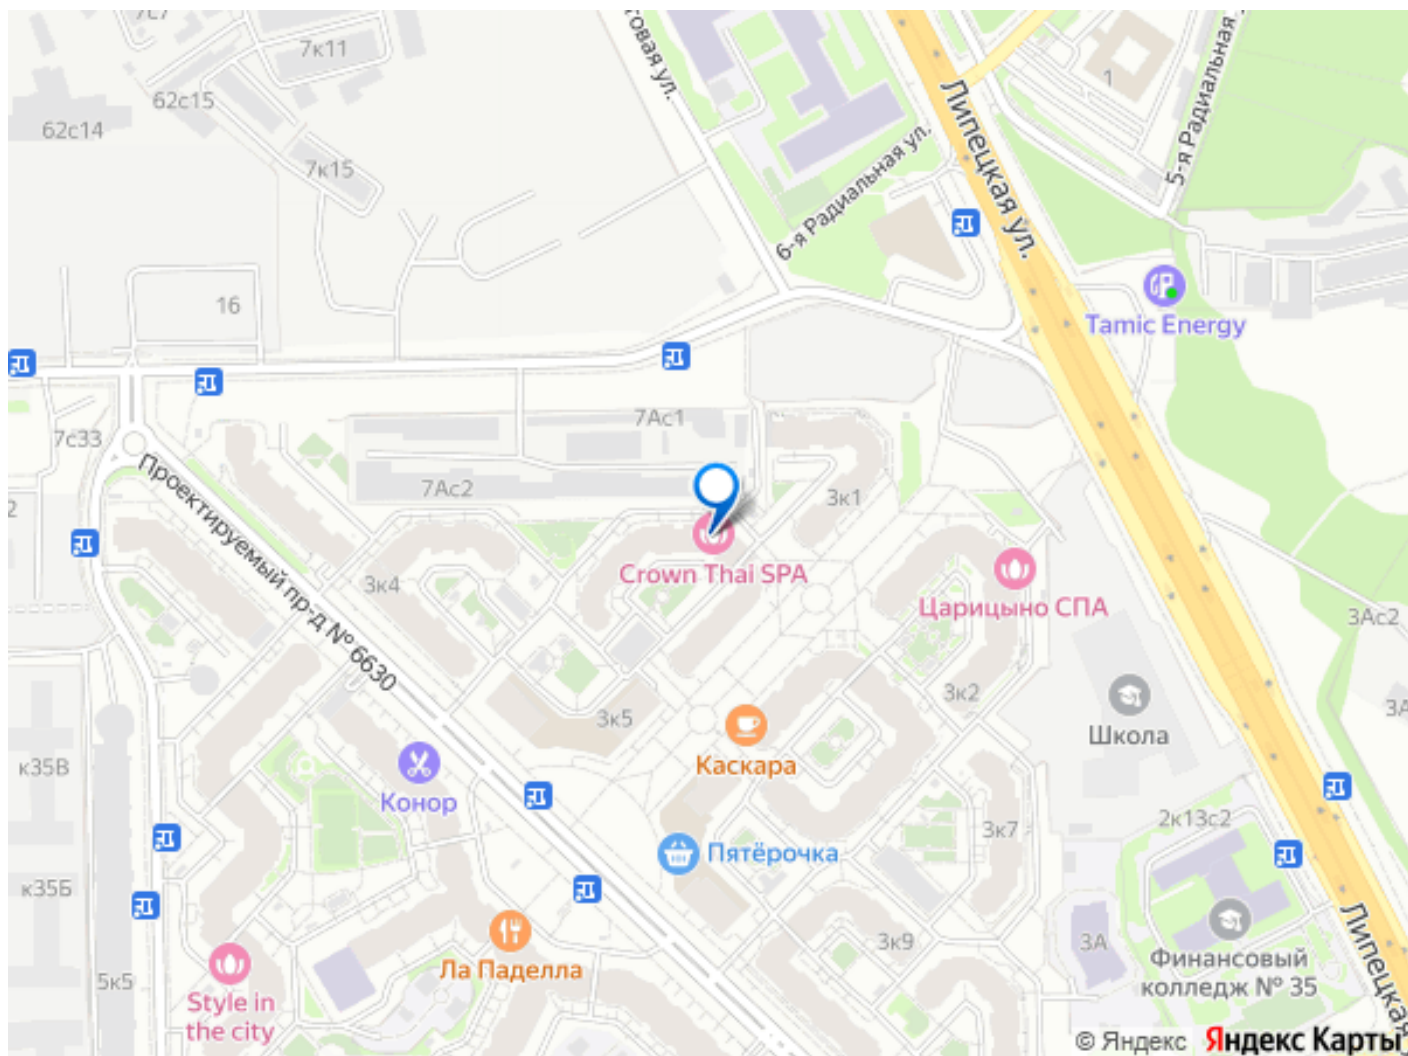 7с7
7к11
62с15
62с14
7к15
товая ул.
Липецкая ул.
1
5-я Радиальная
6-я Радиальная ул.
16
Tamic Energy
7с33
7Ас1
7Ас2
3к1
Проектируемый пр-д № 6630
2
3к4
Crown Thai SPA
Царицыно СПА
3Ас2
3к2
3к5
Школа
Каскара
к35В
Конор
3к7
2к13с2
Пятёрочка
к35Б
3к9
3А
Ла Паделла
Финансовый
колледж № 35
Липецкая
5к5
Style in
the city
© Яндекс Яндекс Карты